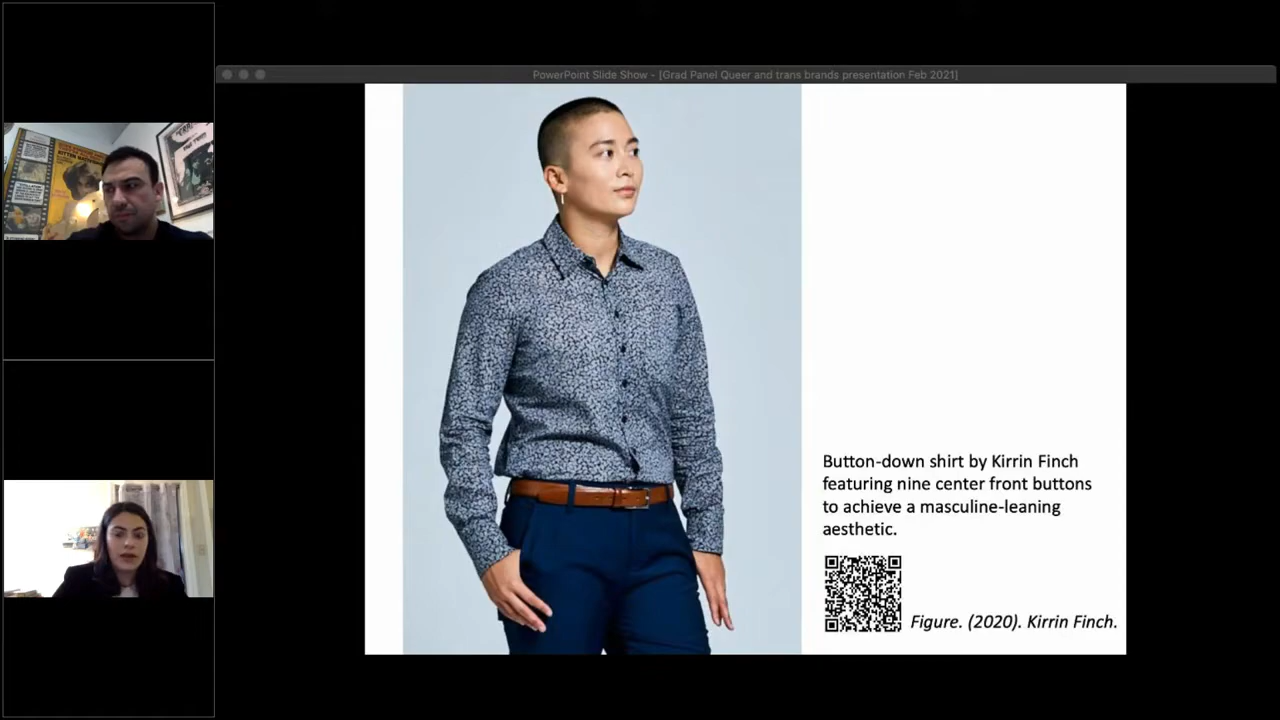 PowerPoint Slide Show - [Grad Panel Queer and trans brands presentation Feb 2021]
Button-down shirt by Kirrin Finch
featuring nine center front buttons
to achieve a masculine-leaning
aesthetic.
Figure. (2020). Kirrin Finch.